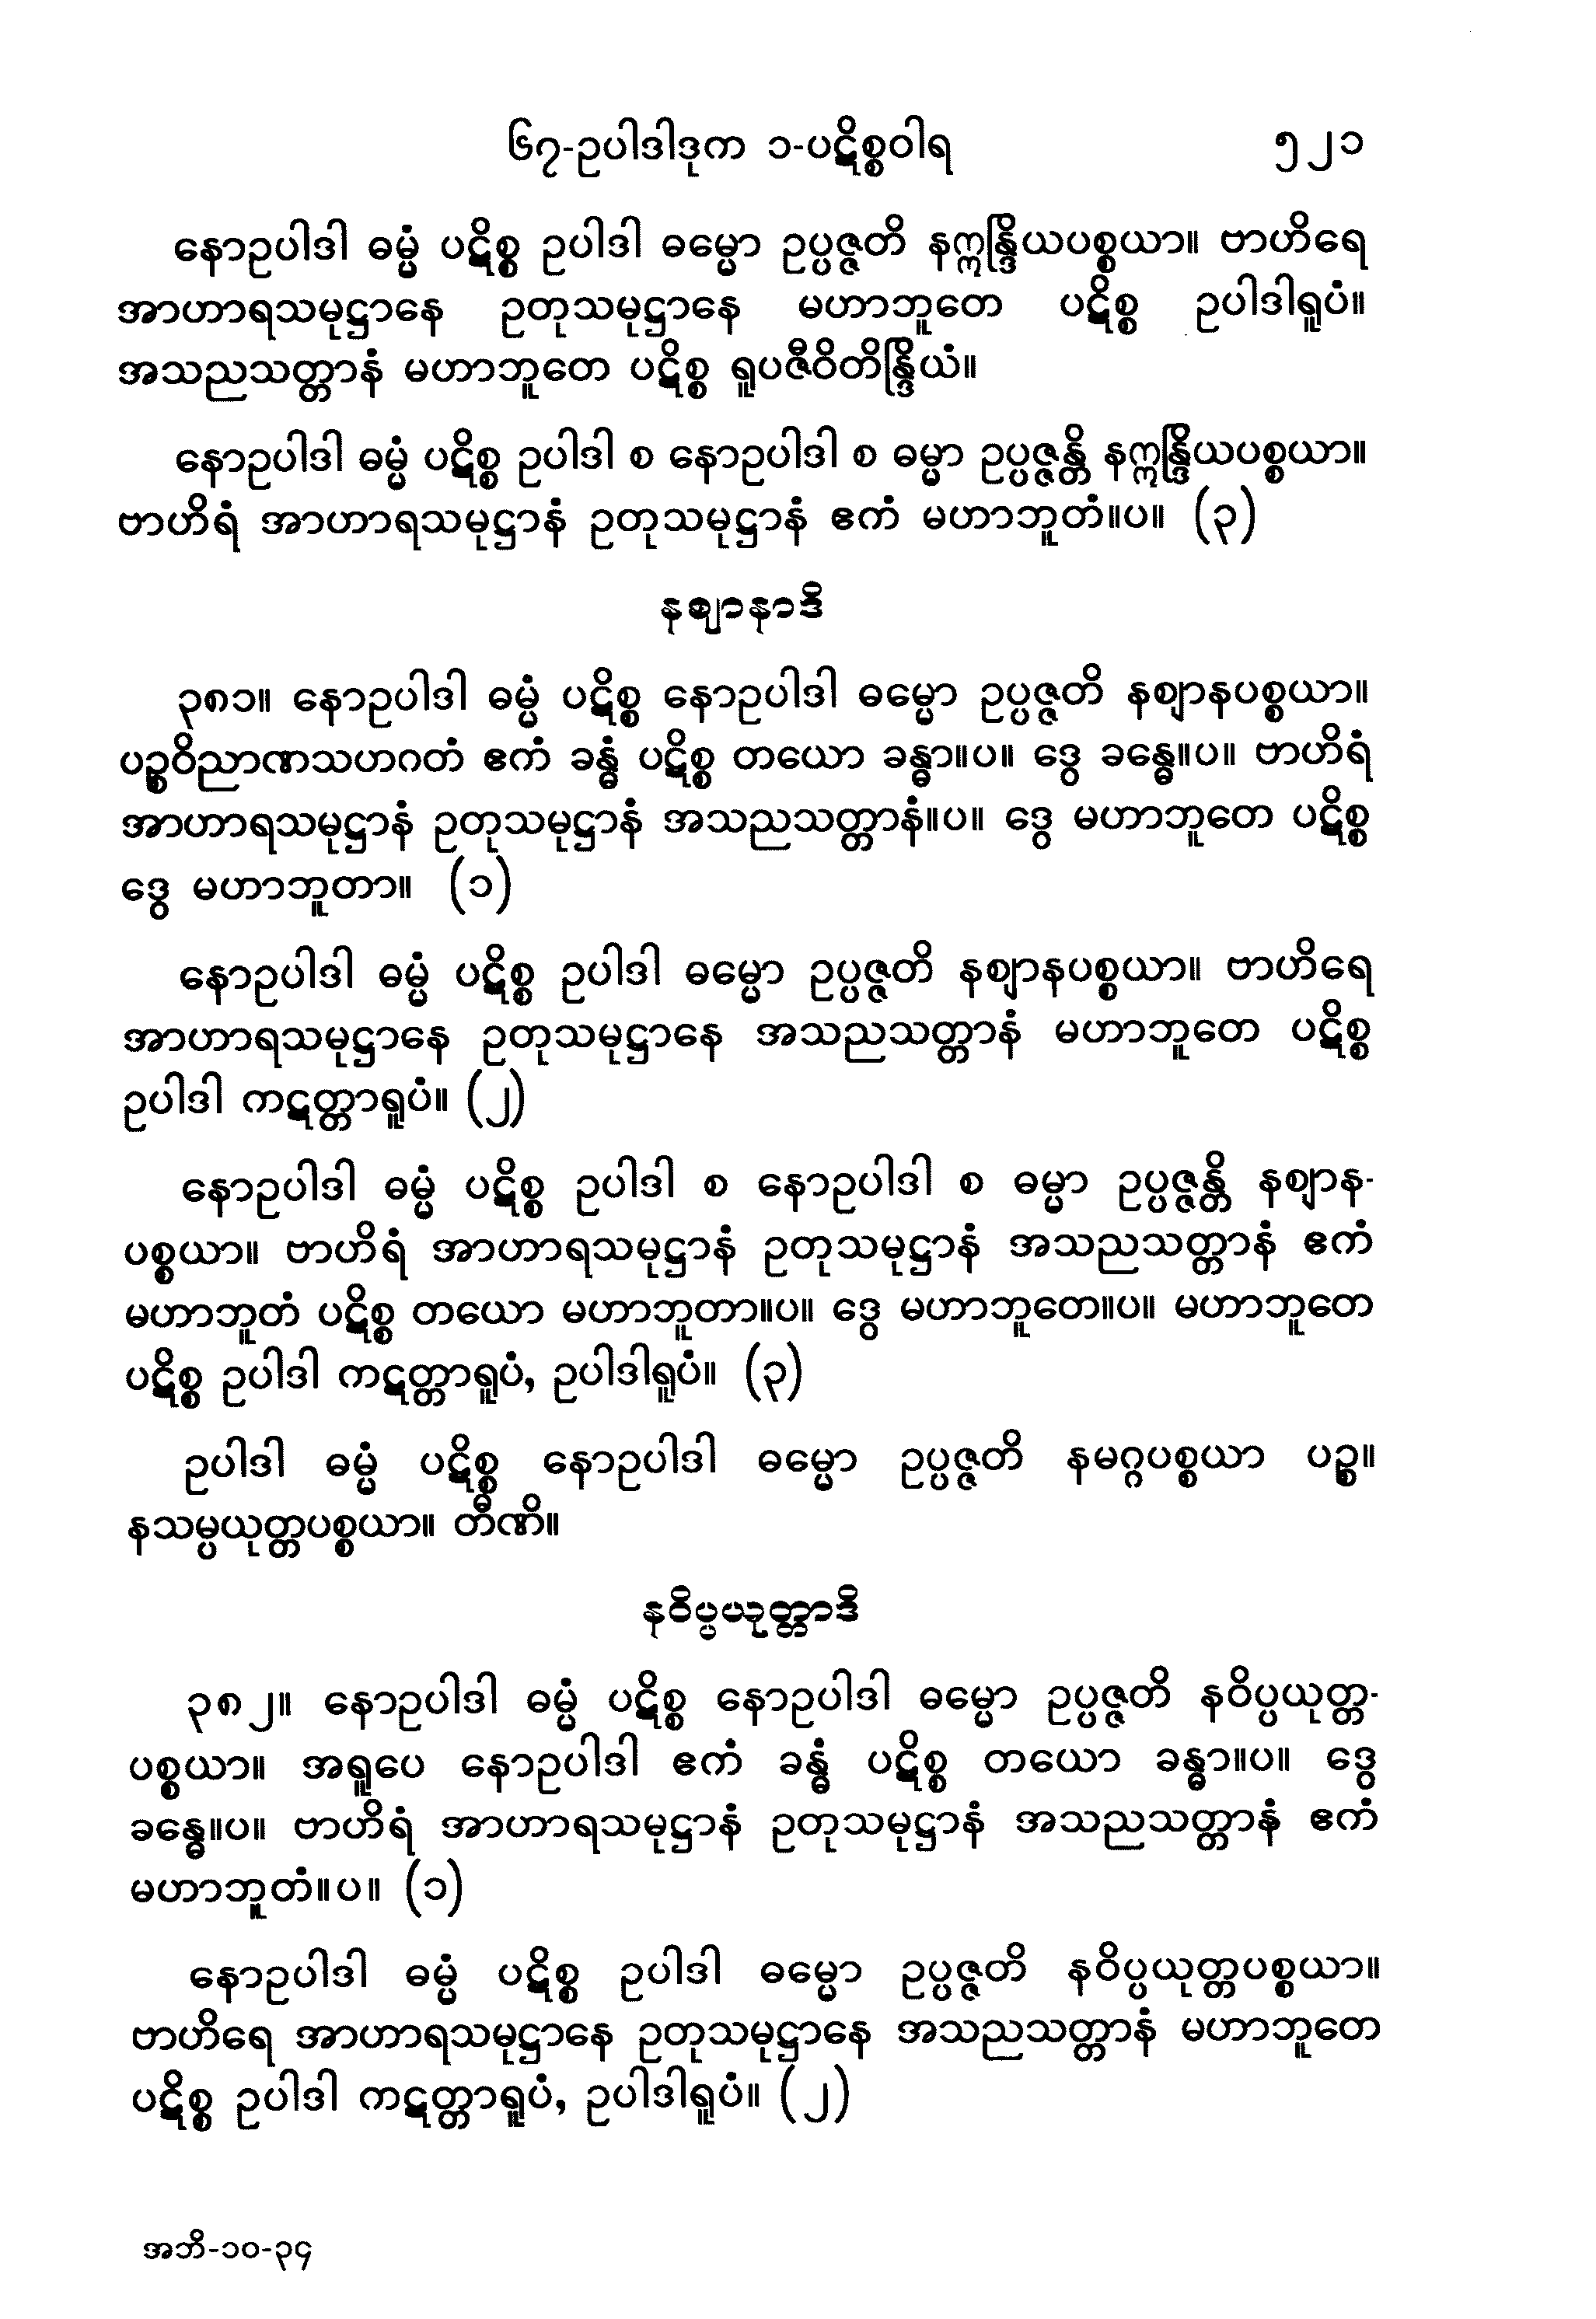 ၆၇-ဥပါဒါဒုက ၁-ပဋိစ္စဝါရ ၅၂၁
နောဥပါဒါ ဓမ္မံ ပဋိစ္စ ဥပါဒါ ဓမ္မော ဥပ္ပဇ္ဇတိ နဣန္ဒြိယပစ္စယာ။ ဗာဟိရေ
အာဟာရသမုဋ္ဌာနေ ဥတုသမုဋ္ဌာနေ မဟာဘူတေ ပဋိစ္စ ဥပါဒါရူပံ။
အသညသတ္တာနံ မဟာဘူတေ ပဋိစ္စ ရူပဇီဝိတိန္ဒြိယံ။
နောဥပါဒါ ဓမ္မံ ပဋိစ္စ ဥပါဒါ စ နောဥပါဒါ စ ဓမ္မာ ဥပ္ပဇ္ဇန္တိ နဣန္ဒြိယပစ္စယာ။
ဗာဟိရံ အာဟာရသမုဋ္ဌာနံ ဥတုသမုဋ္ဌာနံ ဧကံ မဟာဘူတံ။ပ။ (၃)
နဈာနာဒိ
၃၈၁။ နောဥပါဒါ ဓမ္မံ ပဋိစ္စ နောဥပါဒါ ဓမ္မော ဥပ္ပဇ္ဇတိ နဈာနပစ္စယာ။
ပဉ္စဝိညာဏသဟဂတံ ဧကံ ခန္ဓံ ပဋိစ္စ တယော ခန္ဓာ။ပ။ ဒွေ ခန္ဓေ။ပ။ ဗာဟိရံ
အာဟာရသမုဋ္ဌာနံ ဥတုသမုဋ္ဌာနံ အသညသတ္တာနံ။ပ။ ဒွေ မဟာဘူတေ ပဋိစ္စ
ဒွေ မဟာဘူတာ။ (၁)
နောဥပါဒါ ဓမ္မံ ပဋိစ္စ ဥပါဒါ ဓမ္မော ဥပ္ပဇ္ဇတိ နဈာနပစ္စယာ။ ဗာဟိရေ
အာဟာရသမုဋ္ဌာနေ ဥတုသမုဋ္ဌာနေ အသညသတ္တာနံ မဟာဘူတေ ပဋိစ္စ
ဥပါဒါ ကဋတ္တာရူပံ။ (၂)
နောဥပါဒါ ဓမ္မံ ပဋိစ္စ ဥပါဒါ စ နောဥပါဒါ စ ဓမ္မာ ဥပ္ပဇ္ဇန္တိ နဈာန-
ပစ္စယာ။ ဗာဟိရံ အာဟာရသမုဋ္ဌာနံ ဥတုသမုဋ္ဌာနံ အသညသတ္တာနံ ဧကံ
မဟာဘူတံ ပဋိစ္စ တယော မဟာဘူတာ။ပ။ ဒွေ မဟာဘူတေ။ပ။ မဟာဘူတေ
ပဋိစ္စ ဥပါဒါ ကဋတ္တာရူပံ, ဥပါဒါရူပံ။ (၃)
ဥပါဒါ ဓမ္မံ ပဋိစ္စ နောဥပါဒါ ဓမ္မော ဥပ္ပဇ္ဇတိ နမဂ္ဂပစ္စယာ ပဉ္စ။
နသမ္ပယုတ္တပစ္စယာ။ တီဏိ။
နဝိပ္ပယုတ္တာဒိ
၃၈၂။ နောဥပါဒါ ဓမ္မံ ပဋိစ္စ နောဥပါဒါ ဓမ္မော ဥပ္ပဇ္ဇတိ နဝိပ္ပယုတ္တ-
ပစ္စယာ။ အရူပေ နောဥပါဒါ ဧကံ ခန္ဓံ ပဋိစ္စ တယော ခန္ဓာ။ပ။ ဒွေ
ခန္ဓေ။ပ။ ဗာဟိရံ အာဟာရသမုဋ္ဌာနံ ဥတုသမုဋ္ဌာနံ အသညသတ္တာနံ ဧကံ
မဟာဘူတံ။ပ။ (၁)
နောဥပါဒါ ဓမ္မံ ပဋိစ္စ ဥပါဒါ ဓမ္မော ဥပ္ပဇ္ဇတိ နဝိပ္ပယုတ္တပစ္စယာ။
ဗာဟိရေ အာဟာရသမုဋ္ဌာနေ ဥတုသမုဋ္ဌာနေ အသညသတ္တာနံ မဟာဘူတေ
ပဋိစ္စ ဥပါဒါ ကဋတ္တာရူပံ, ဥပါဒါရူပံ။ (၂)
အဘိ-၁၀-၃၄